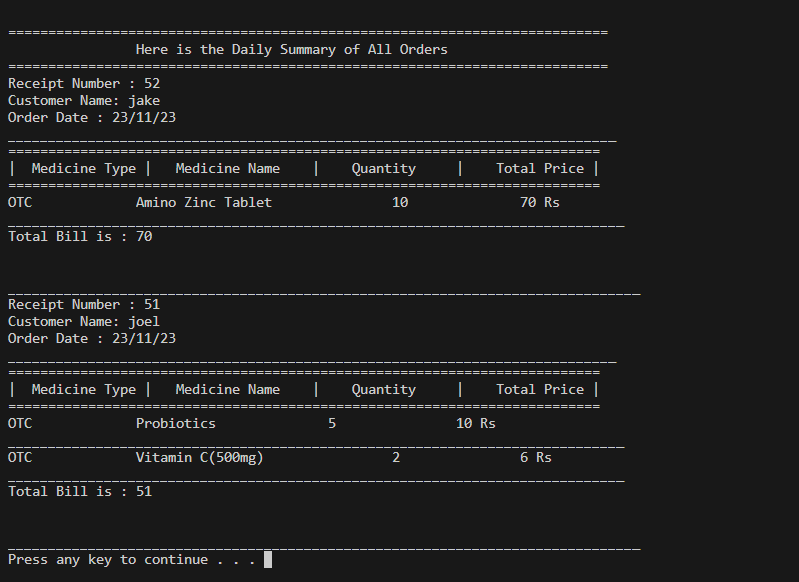 ===========================================================================
Here is the Daily Summary of All Orders
===========================================================================
Receipt Number : 52
Customer Name: jake
Order Date : 23/11/23
____________________________________________________________________________
==========================================================================
|  Medicine Type |   Medicine Name    |    Quantity     |    Total Price |
==========================================================================
OTC             Amino Zinc Tablet               10              70 Rs
_____________________________________________________________________________
Total Bill is : 70
_______________________________________________________________________________
Receipt Number : 51
Customer Name: joel
Order Date : 23/11/23
____________________________________________________________________________
==========================================================================
|  Medicine Type |   Medicine Name    |    Quantity     |    Total Price |
==========================================================================
OTC             Probiotics              5               10 Rs
_____________________________________________________________________________
OTC             Vitamin C(500mg)                2               6 Rs
_____________________________________________________________________________
Total Bill is : 51
_______________________________________________________________________________
Press any key to continue . . .